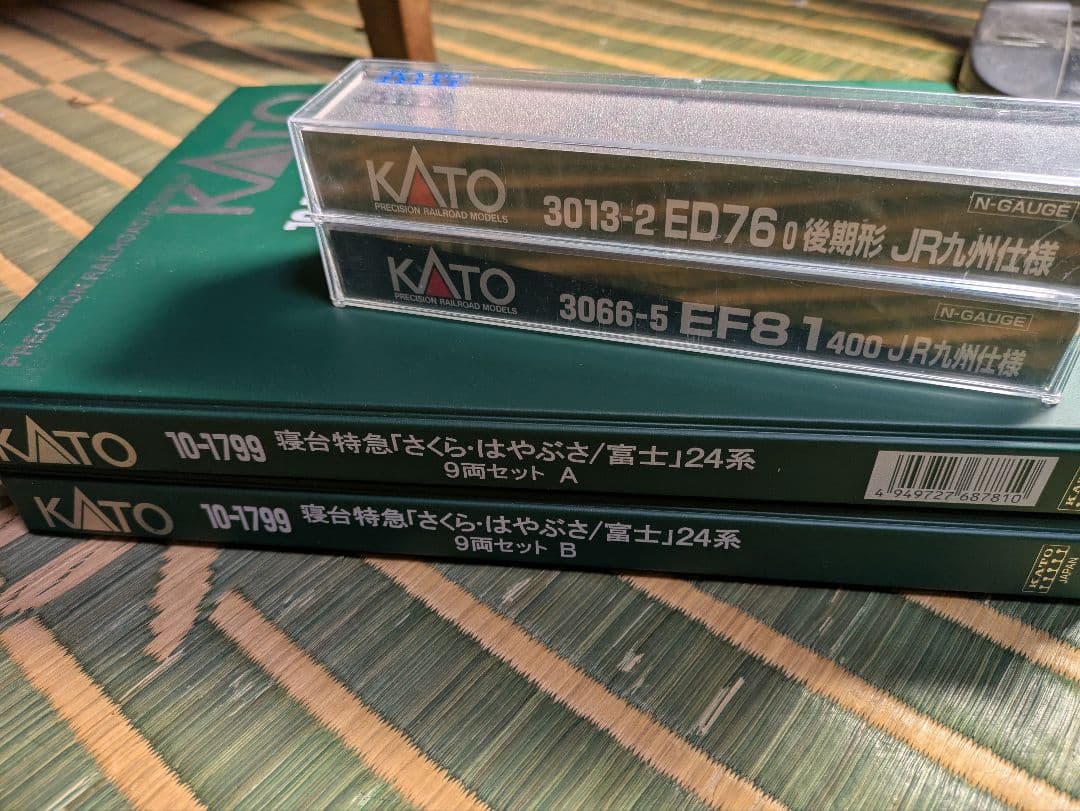 KATO
PRECISION RAILROAD MODELS
3013-2 ED76 0 後期形 JR九州仕様
N-GAUGE
KATO
PRECISION RAILROAD MODELS
3066-5 EF81 400 JR九州仕様
N-GAUGE
KATO
KATO
10-1799
寝台特急「さくら・はやぶさ/富士」24系
9両セット A
4 949727 687810
KATO
10-1799
寝台特急「さくら・はやぶさ/富士」24系
9両セット B
KATO
JAPAN